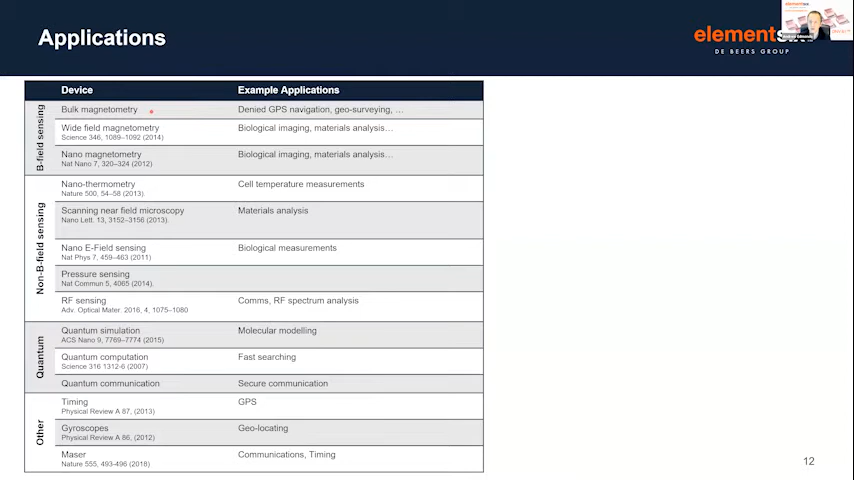 Applications
elements
DE BEERS GROUP
Device Example Applications
B-field sensing
Bulk magnetometry Denied GPS navigation, geo-surveying, …
Wide field magnetometry Biological imaging, materials analysis…
Science 346, 1089–1092 (2014)
Nano magnetometry Biological imaging, materials analysis…
Nat Nano 7, 320–324 (2012)
Non-B-field sensing
Nano-thermometry Cell temperature measurements
Nature 500, 54–58 (2013).
Scanning near field microscopy Materials analysis
Nano Lett. 13, 3152–3156 (2013).
Nano E-Field sensing Biological measurements
Nat Phys 7, 459–463 (2011)
Pressure sensing
Nat Commun 5, 4065 (2014).
RF sensing Comms, RF spectrum analysis
Adv. Optical Mater. 2016, 4, 1075–1080
Quantum
Quantum simulation Molecular modelling
ACS Nano 9, 7769–7774 (2015)
Quantum computation Fast searching
Science 316 1312-6 (2007)
Quantum communication Secure communication
Other
Timing GPS
Physical Review A 87, (2013)
Gyroscopes Geo-locating
Physical Review A 86, (2012)
Maser Communications, Timing
Nature 555, 493-496 (2018)
12